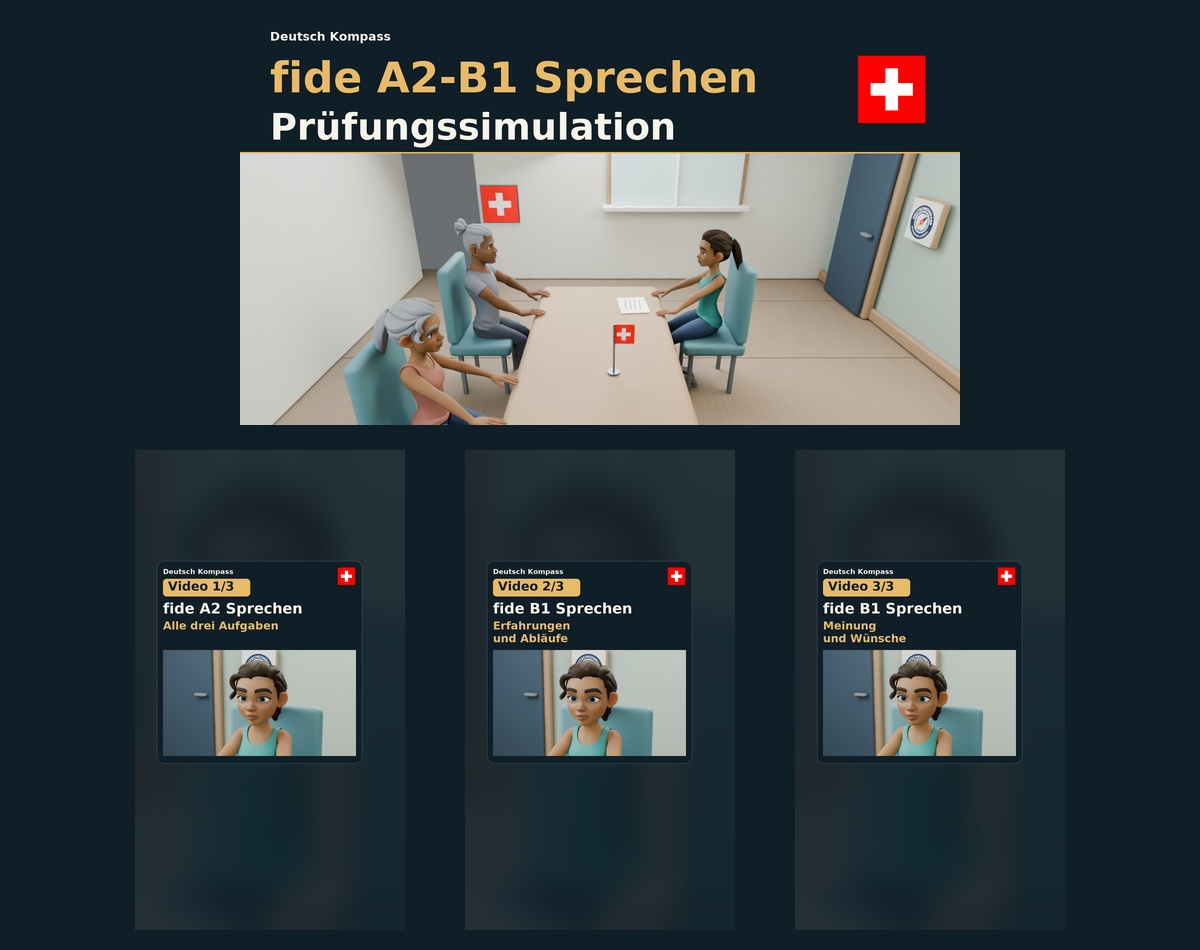 Deutsch Kompass
fide A2-B1 Sprechen
Prüfungssimulation
Deutsch Kompass
Video 1/3
fide A2 Sprechen
Alle drei Aufgaben
Deutsch Kompass
Video 2/3
fide B1 Sprechen
Erfahrungen
und Abläufe
Deutsch Kompass
Video 3/3
fide B1 Sprechen
Meinung
und Wünsche